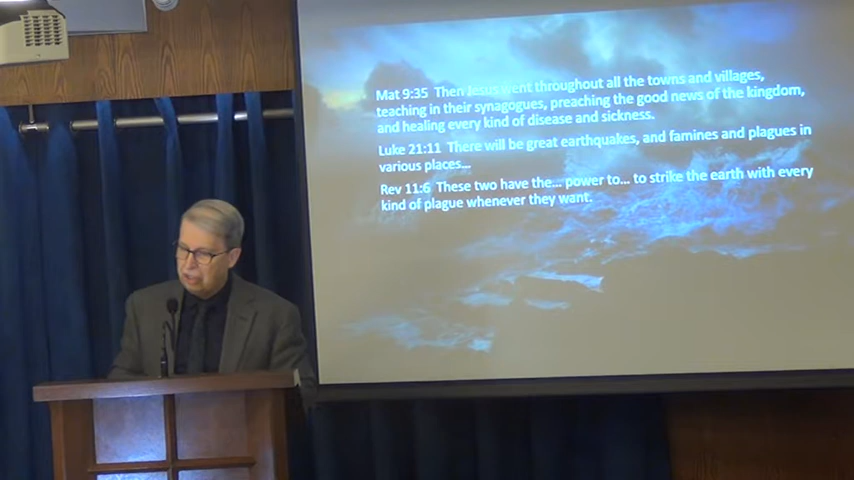 Mat 9:35 Then Jesus went throughout all the towns and villages,
teaching in their synagogues, preaching the good news of the kingdom,
and healing every kind of disease and sickness.
Luke 21:11 There will be great earthquakes, and famines and plagues in
various places...
Rev 11:6 These two have the... power to... to strike the earth with every
kind of plague whenever they want.